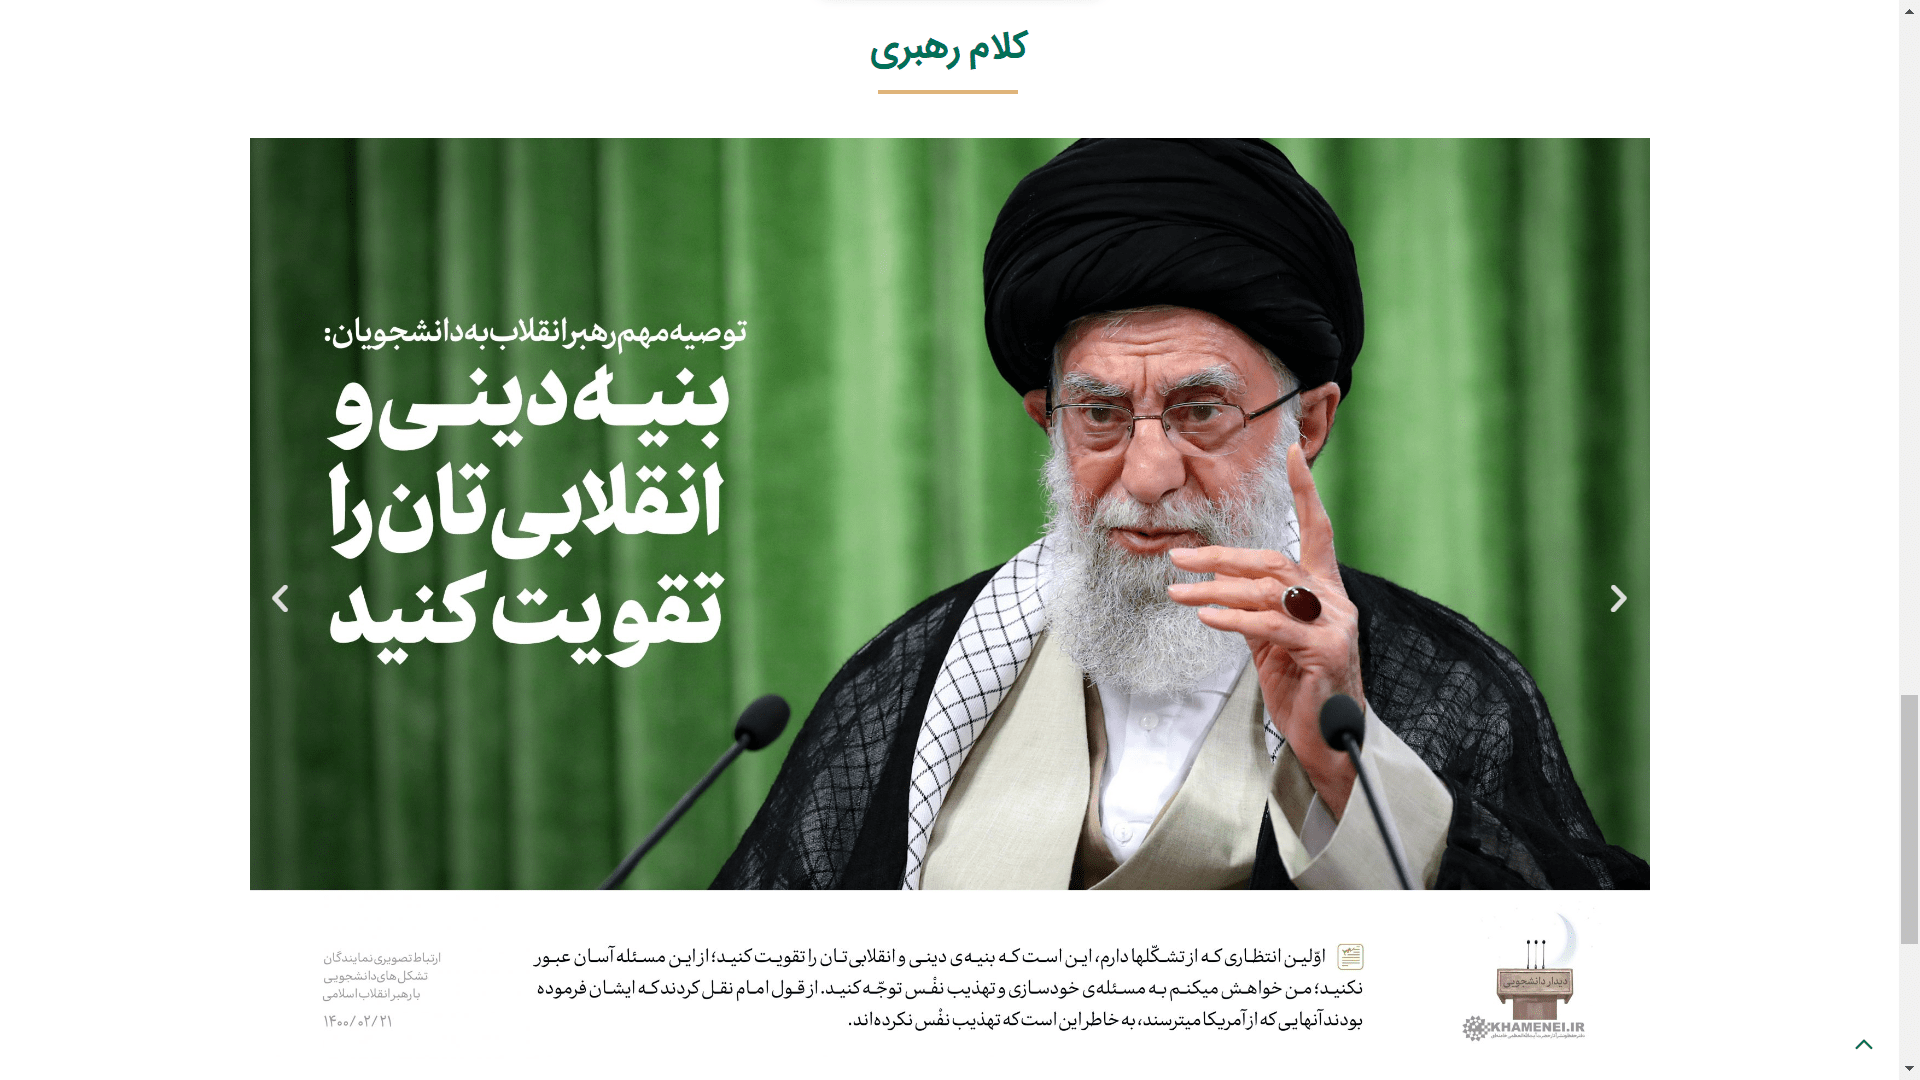 کلام رهبری
توصیه مهم رهبر انقلاب به دانشجویان:
بنیه دینی و
انقلابی تان را
تقویت کنید
اوّلین انتظاری که از تشکّلها دارم، این است که بنیه‌ی دینی و انقلابی‌تان را تقویت کنید؛ از این مسئله آسان عبور
نکنید؛ من خواهش میکنم به مسئله‌ی خودسازی و تهذیب نفْس توجّه کنید. از قول امام نقل کردند که ایشان فرموده
بودند آنهایی که از آمریکا میترسند، به خاطر این است که تهذیب نفْس نکرده‌اند.
ارتباط تصویری نمایندگان
تشکل‌های دانشجویی
با رهبر انقلاب اسلامی
۱۴۰۰/۰۲/۲۱
دیدار دانشجویی
KHAMENEI.IR